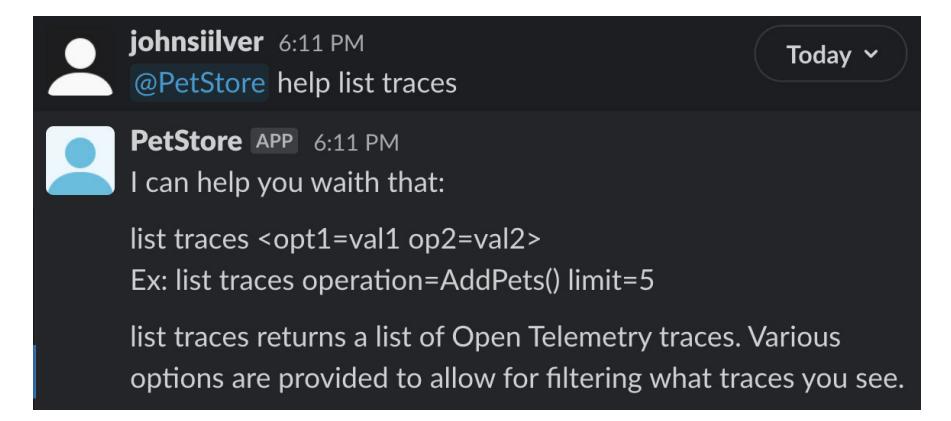 johnsiilver 6:11 PM
Today
@PetStore help list traces
PetStore APP 6:11 PM
I can help you waith that:
list traces <opt1=val1 op2=val2>
Ex: list traces operation=AddPets() limit=5
list traces returns a list of Open Telemetry traces. Various
options are provided to allow for filtering what traces you see.